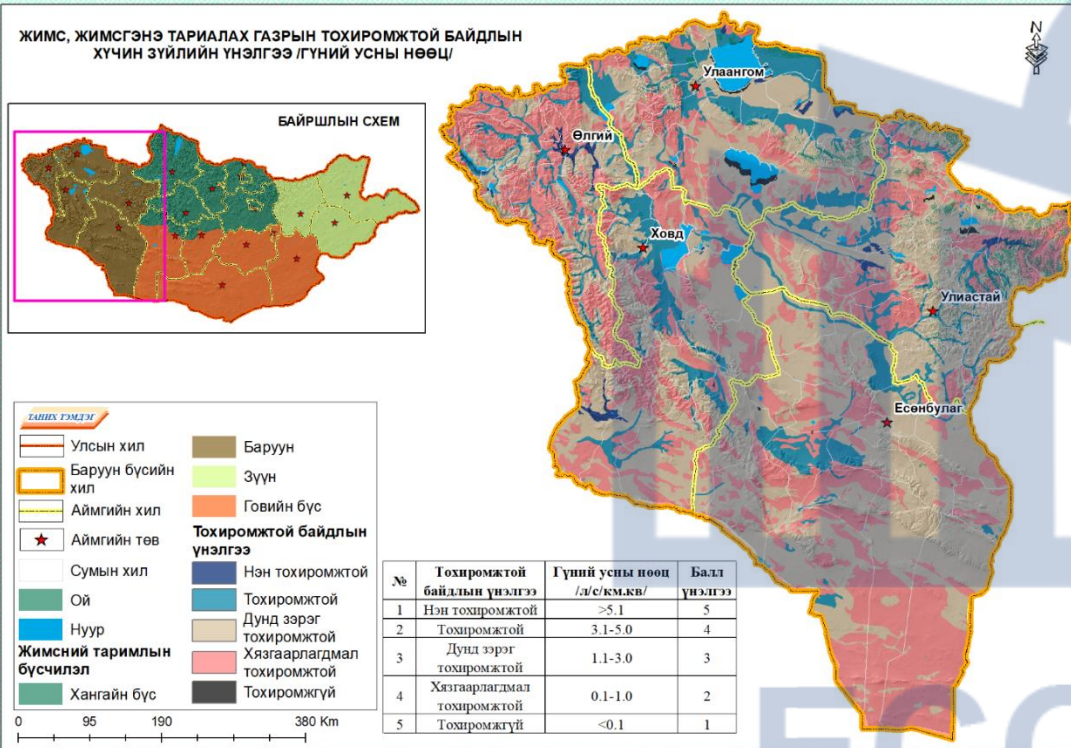 ЖИМС, ЖИМСГЭНЭ ТАРИАЛАХ ГАЗРЫН ТОХИРОМЖТОЙ БАЙДЛЫН
ХҮЧИН ЗҮЙЛИЙН ҮНЭЛГЭЭ /ГҮНИЙ УСНЫ НӨӨЦ/
N
БАЙРШЛЫН СХЕМ
Улаангом
Өлгий
Ховд
Улиастай
Есөнбулаг
ТАНИХ ТЭМДЭГ
Улсын хил
Баруун бүсийн
хил
Аймгийн хил
Аймгийн төв
Сумын хил
Ой
Нуур
Жимсний таримлын
бүсчилэл
Хангайн бүс
Баруун
Зүүн
Говийн бүс
Тохиромжтой байдлын
үнэлгээ
Нэн тохиромжтой
Тохиромжтой
Дунд зэрэг
тохиромжтой
Хязгаарлагдмал
тохиромжтой
Тохиромжгүй
0 95 190 380 Km
№ Тохиромжтой байдлын үнэлгээ Гүний усны нөөц /л/с/км.кв/ Балл үнэлгээ
1 Нэн тохиромжтой >5.1 5
2 Тохиромжтой 3.1-5.0 4
3 Дунд зэрэг тохиромжтой 1.1-3.0 3
4 Хязгаарлагдмал тохиромжтой 0.1-1.0 2
5 Тохиромжгүй <0.1 1